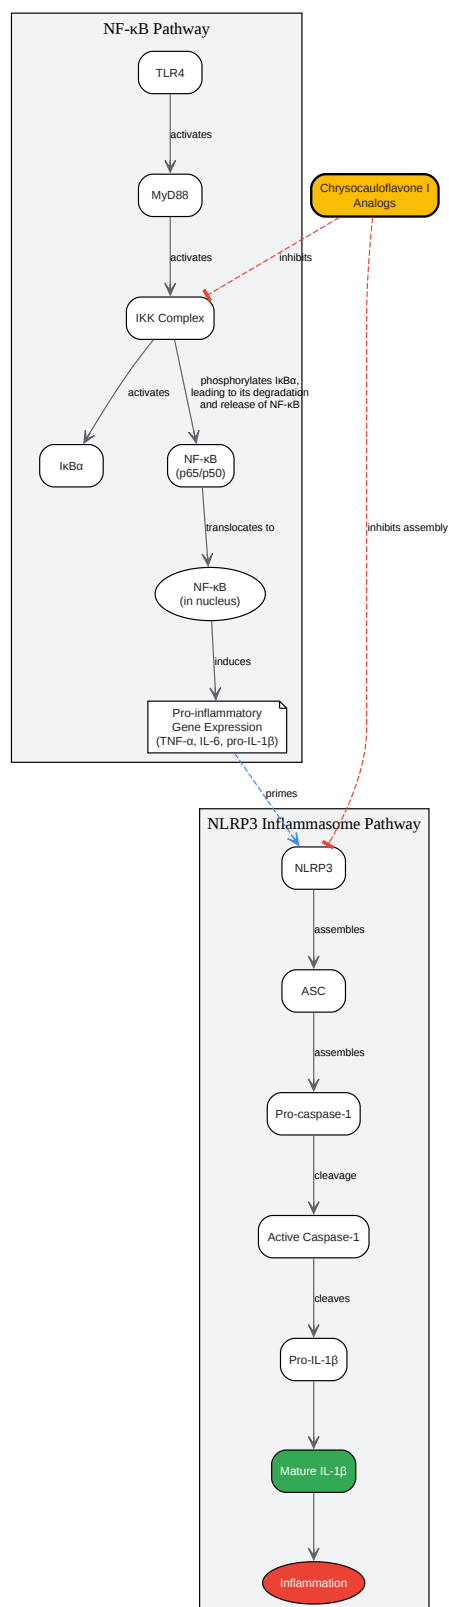 NF-κB Pathway
TLR4
activates
MyD88
Chrysocauloflavone I
Analogs
activates
inhibits
IKK Complex
activates
phosphorylates IκBα,
leading to its degradation
and release of NF-κB
IκBα
NF-κB
(p65/p50)
translocates to
inhibits assembly
NF-κB
(in nucleus)
induces
Pro-inflammatory
Gene Expression
(TNF-α, IL-6, pro-IL-1β)
primes
NLRP3 Inflammasome Pathway
NLRP3
assembles
ASC
assembles
Pro-caspase-1
cleavage
Active Caspase-1
cleaves
Pro-IL-1β
Mature IL-1β
Inflammation